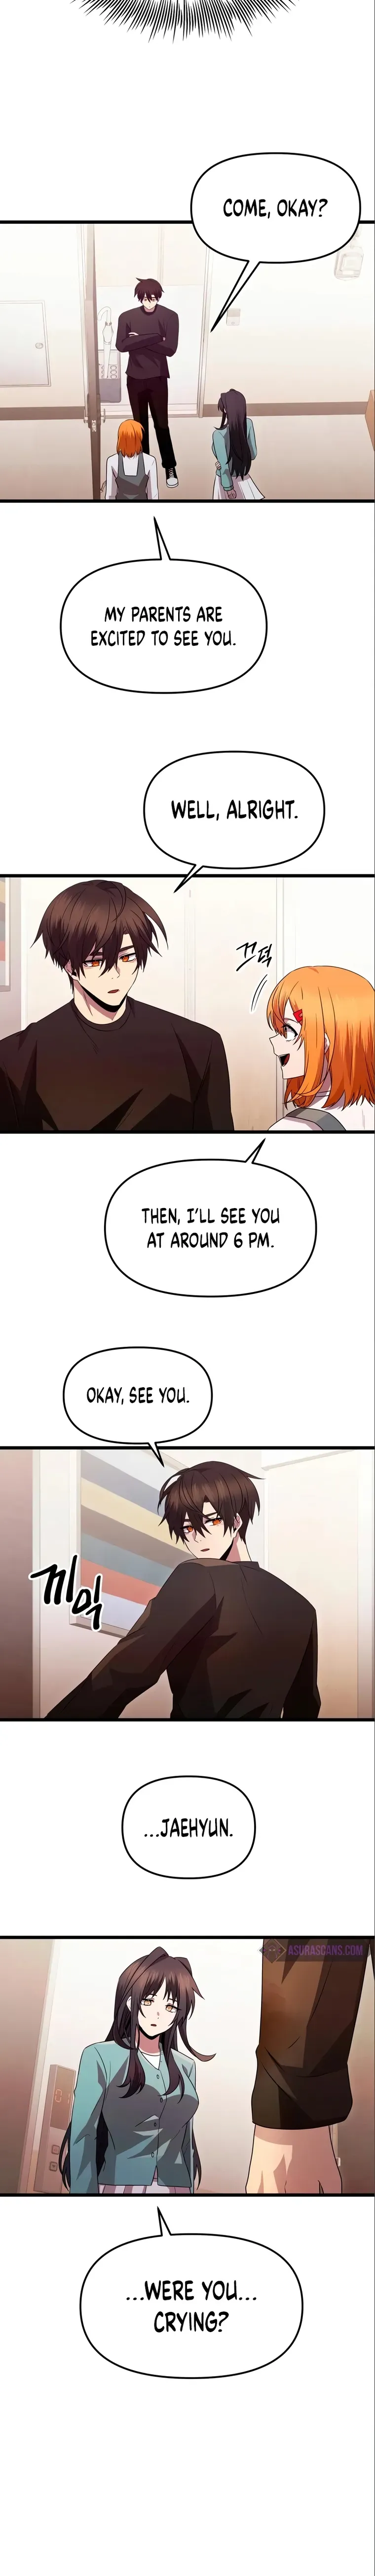 COME, OKAY?
MY PARENTS ARE
EXCITED TO SEE YOU.
WELL, ALRIGHT.
끄덕
THEN, I'LL SEE YOU
AT AROUND 6 PM.
OKAY, SEE YOU.
끼익
...JAEHYUN.
ASURASCANS.COM
...WERE YOU...
CRYING?